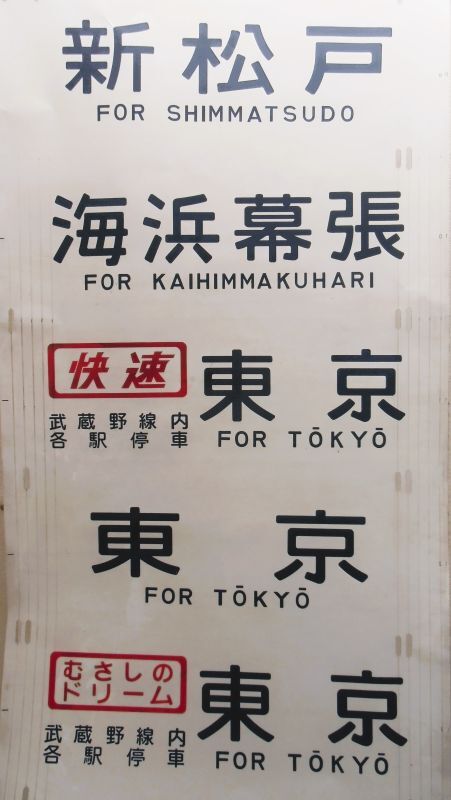 新松戸
FOR SHIMMATSUDO
海浜幕張
FOR KAIHIMMAKUHARI
快速
東京
武蔵野線内
各駅停車
FOR TŌKYŌ
東京
FOR TŌKYŌ
むさしの
ドリーム
東京
武蔵野線内
各駅停車
FOR TŌKYŌ